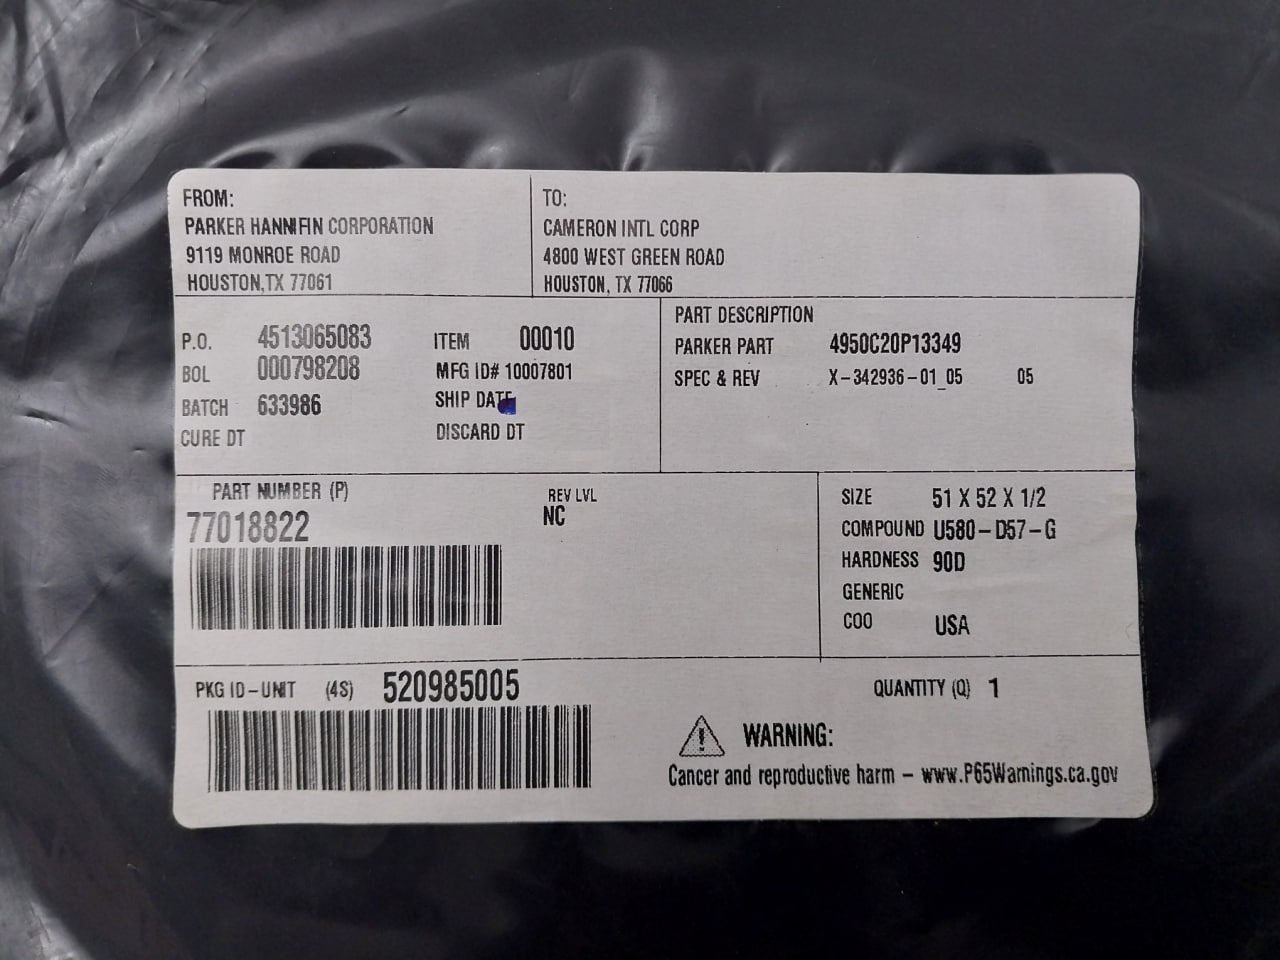 FROM:
PARKER HANNIFIN CORPORATION
9119 MONROE ROAD
HOUSTON,TX 77061
TO:
CAMERON INTL CORP
4800 WEST GREEN ROAD
HOUSTON, TX 77066
P.O. 4513065083 ITEM 00010
BOL 000798208 MFG ID# 10007801
BATCH 633986 SHIP DATE
CURE DT DISCARD DT
PART DESCRIPTION
PARKER PART 4950C20P13349
SPEC & REV X-342936-01_05 05
PART NUMBER (P) REV LVL
77018822 NC
SIZE 51 X 52 X 1/2
COMPOUND U580-D57-G
HARDNESS 90D
GENERIC
COO USA
PKG ID-UNIT (4S) 520985005
QUANTITY (Q) 1
WARNING:
Cancer and reproductive harm - www.P65Warnings.ca.gov